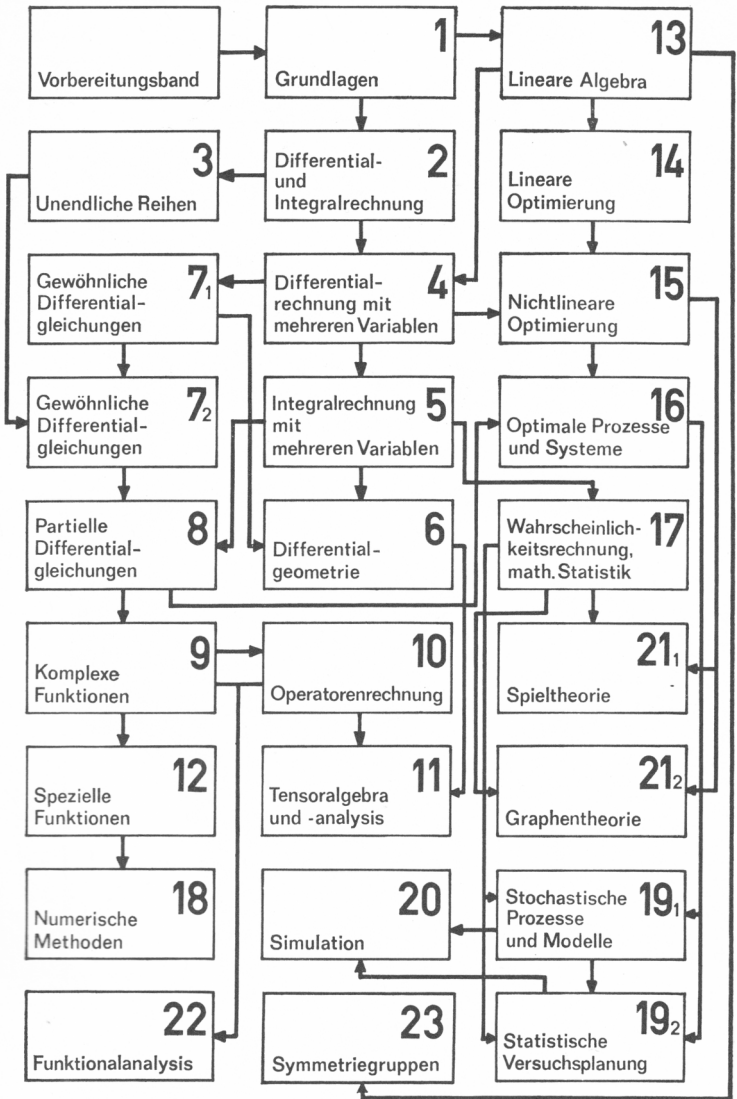 Vorbereitungsband
1
Grundlagen
13
Lineare Algebra
3
Unendliche Reihen
Differential-
und
Integralrechnung
2
14
Lineare
Optimierung
Gewöhnliche
Differential-
gleichungen
7₁
Differential-
rechnung mit
mehreren Variablen
4
15
Nichtlineare
Optimierung
Gewöhnliche
Differential-
gleichungen
7₂
Integralrechnung
mit
mehreren Variablen
5
16
Optimale Prozesse
und Systeme
Partielle
Differential-
gleichungen
8
6
Differential-
geometrie
Wahrscheinlich-
keitsrechnung,
math. Statistik
17
9
Komplexe
Funktionen
10
Operatorenrechnung
21₁
Spieltheorie
12
Spezielle
Funktionen
11
Tensoralgebra
und -analysis
21₂
Graphentheorie
18
Numerische
Methoden
20
Simulation
Stochastische
Prozesse
und Modelle
19₁
22
Funktionalanalysis
23
Symmetriegruppen
19₂
Statistische
Versuchsplanung